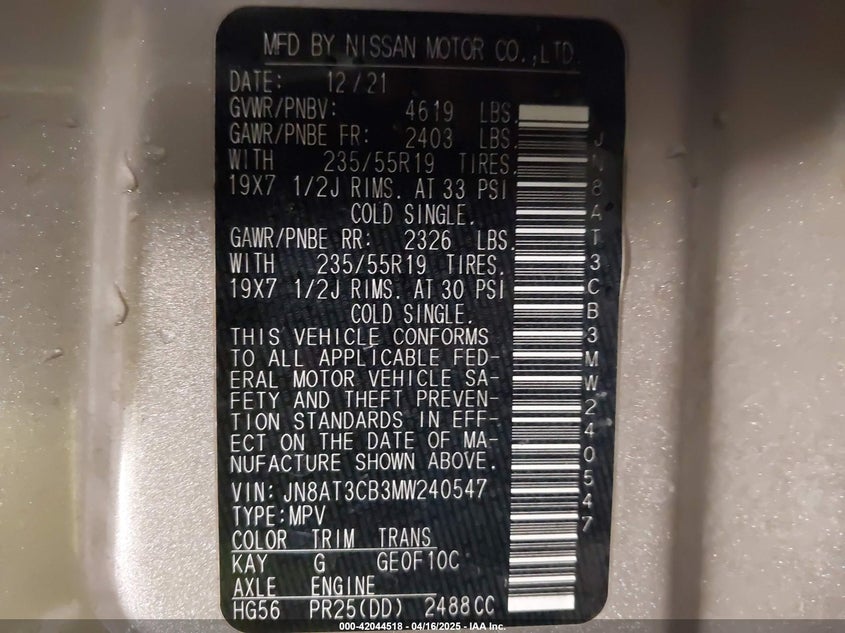 MFD BY NISSAN MOTOR CO.,LTD.
DATE: 12/21
GVWR/PNBV: 4619 LBS.
GAWR/PNBE FR: 2403 LBS.
WITH 235/55R19 TIRES.
19X7 1/2J RIMS. AT 33 PSI
COLD SINGLE.
GAWR/PNBE RR: 2326 LBS.
WITH 235/55R19 TIRES.
19X7 1/2J RIMS. AT 30 PSI
COLD SINGLE.
THIS VEHICLE CONFORMS
TO ALL APPLICABLE FED-
ERAL MOTOR VEHICLE SA-
FETY AND THEFT PREVEN-
TION STANDARDS IN EFF-
ECT ON THE DATE OF MA-
NUFACTURE SHOWN ABOVE.
VIN: JN8AT3CB3MW240547
TYPE:MPV
COLOR TRIM TRANS
KAY G GE0F10C
AXLE ENGINE
HG56 PR25(DD) 2488CC
JN8AT3CB3MW240547
000-42044518 - 04/16/2025 - IAA Inc.